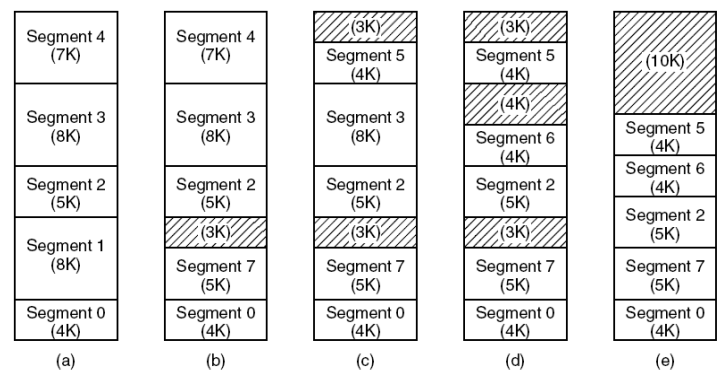 Segment 4
(7K)
Segment 3
(8K)
Segment 2
(5K)
Segment 1
(8K)
Segment 0
(4K)
(a)
Segment 4
(7K)
Segment 3
(8K)
Segment 2
(5K)
(3K)
Segment 7
(5K)
Segment 0
(4K)
(b)
(3K)
Segment 5
(4K)
Segment 3
(8K)
Segment 2
(5K)
(3K)
Segment 7
(5K)
Segment 0
(4K)
(c)
(3K)
Segment 5
(4K)
(4K)
Segment 6
(4K)
Segment 2
(5K)
(3K)
Segment 7
(5K)
Segment 0
(4K)
(d)
(10K)
Segment 5
(4K)
Segment 6
(4K)
Segment 2
(5K)
Segment 7
(5K)
Segment 0
(4K)
(e)